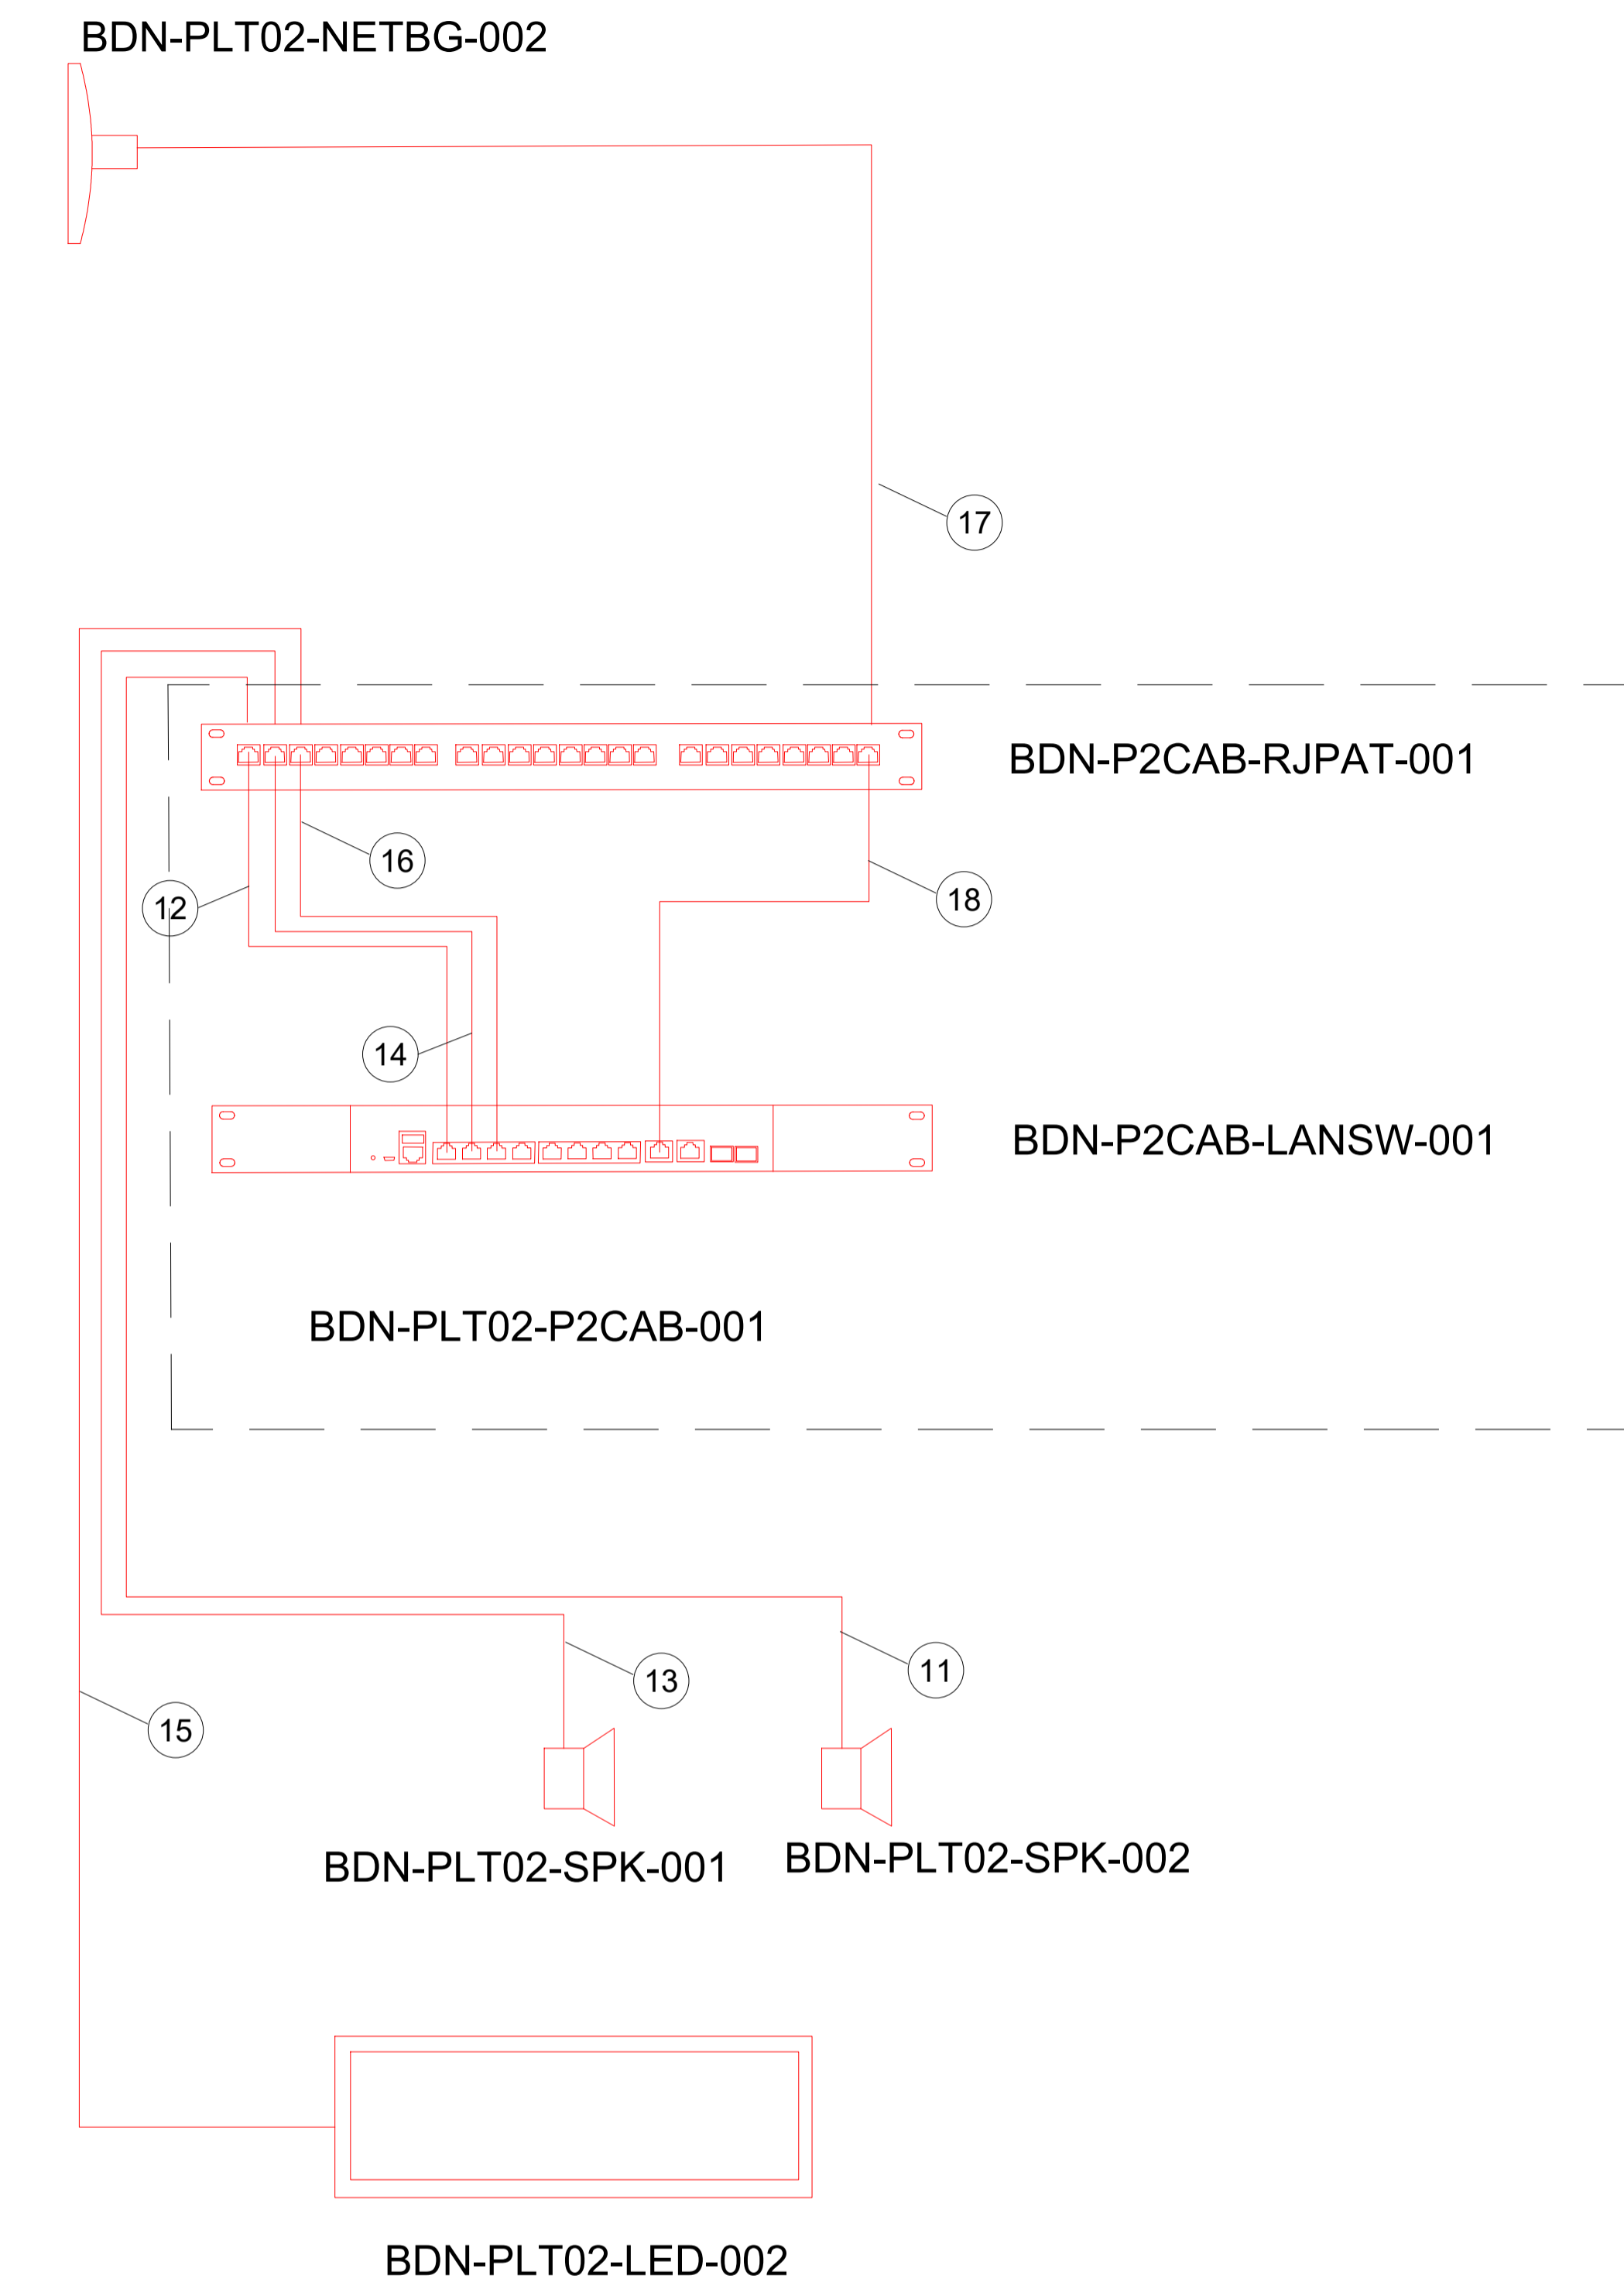 BDN-PLT02-NETBG-002
17
BDN-P2CAB-RJPAT-001
16
12
18
14
BDN-P2CAB-LANSW-001
BDN-PLT02-P2CAB-001
13
11
15
BDN-PLT02-SPK-001
BDN-PLT02-SPK-002
BDN-PLT02-LED-002